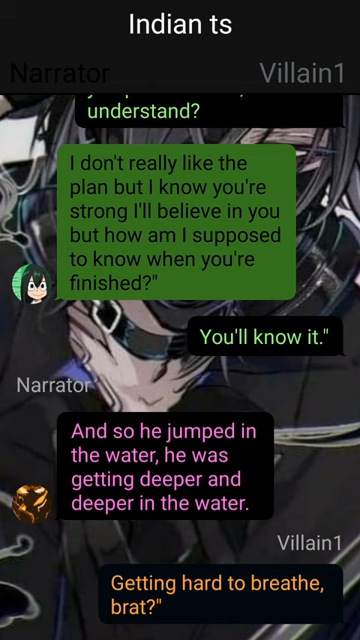 Indian ts
Narrator
Villain1
understand?
I don't really like the
plan but I know you're
strong I'll believe in you
but how am I supposed
to know when you're
finished?"
You'll know it."
Narrator
And so he jumped in
the water, he was
getting deeper and
deeper in the water.
Villain1
Getting hard to breathe,
brat?"